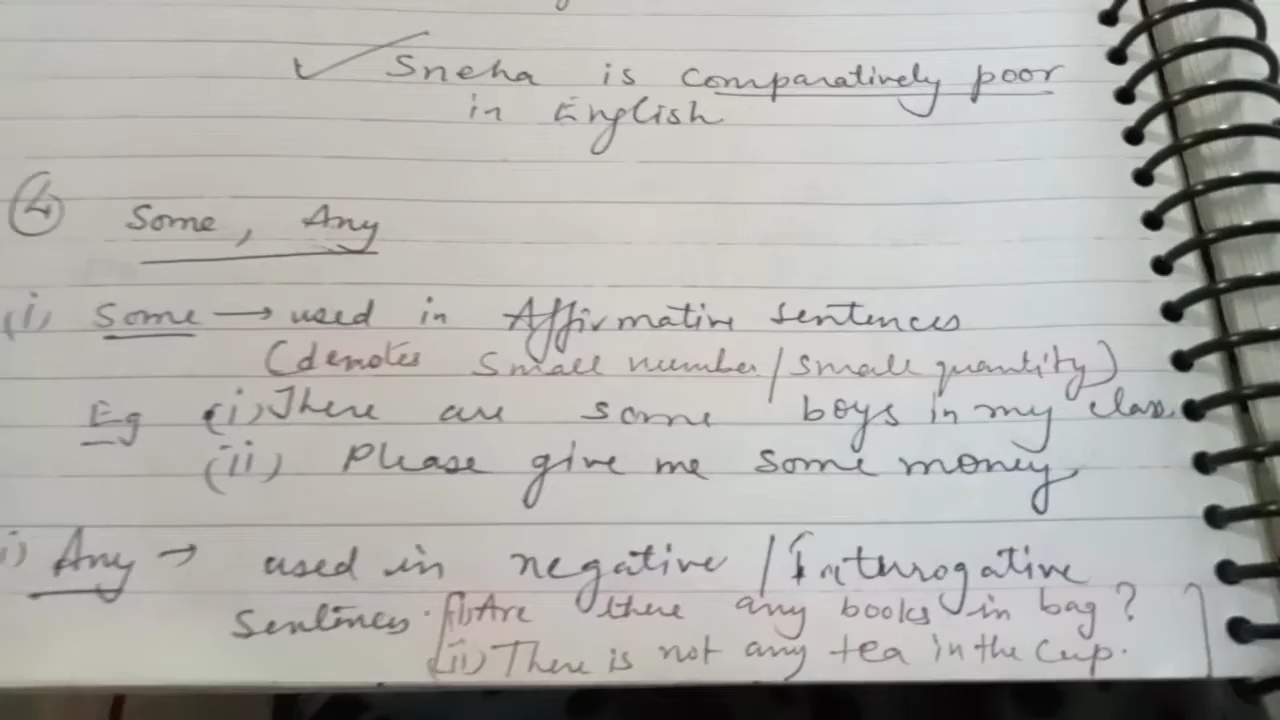 ✓ Sneha is comparatively poor
in English
④ Some, Any
(i) Some → used in Affirmative sentences
(denotes small number/small quantity)
Eg (i) There are some boys in my class.
(ii) Please give me some money
i) Any → used in negative / Interrogative
sentences. (i) Are there any books in bag?
(ii) There is not any tea in the cup.